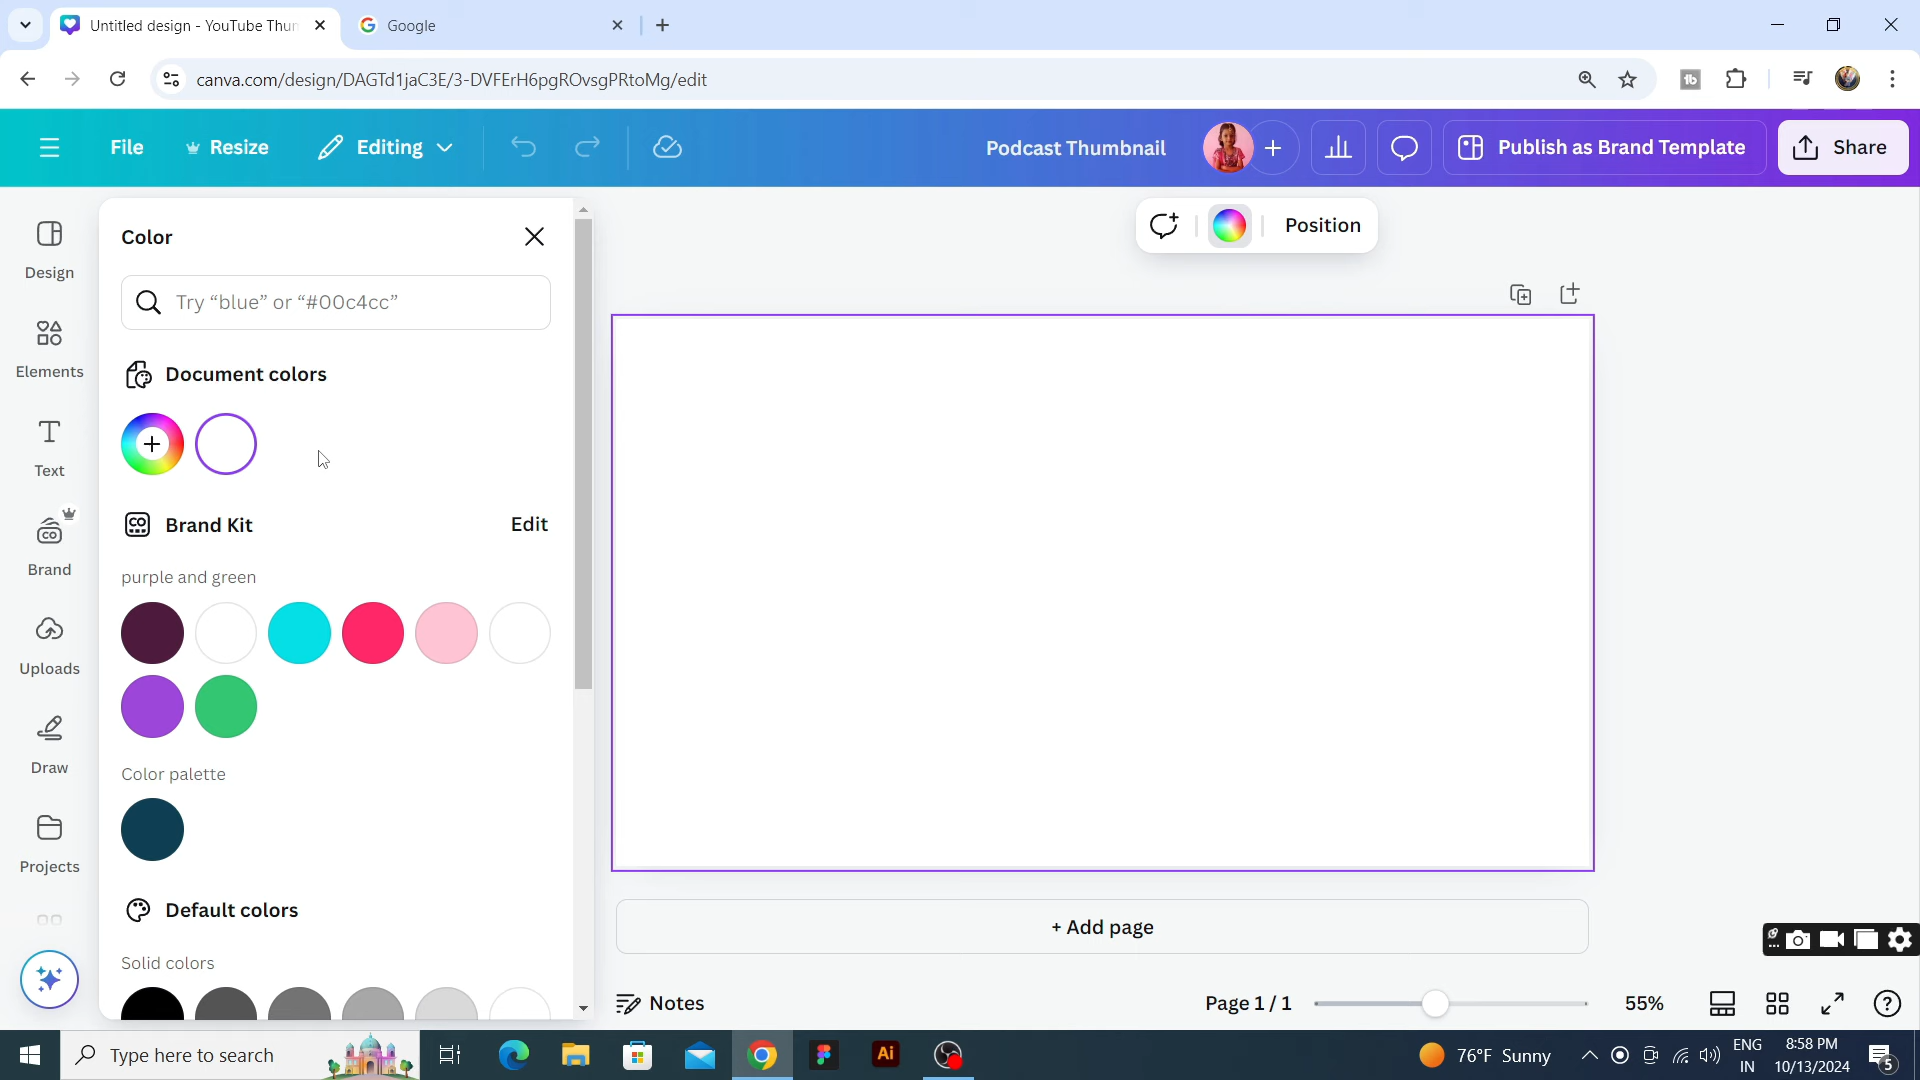 Untitled design - YouTube Thun
Google
canva.com/design/DAGTd1jaC3E/3-DVFErH6pgROvsgPRtoMg/edit
File
Resize
Editing
Podcast Thumbnail
Publish as Brand Template
Share
Design
Elements
Text
Brand
Uploads
Draw
Projects
Color
Try “blue” or “#00c4cc”
Document colors
Brand Kit
Edit
purple and green
Color palette
Default colors
Solid colors
Position
+ Add page
Notes
Page 1 / 1
55%
Type here to search
Ai
76°F Sunny
ENG
IN
8:58 PM
10/13/2024
5